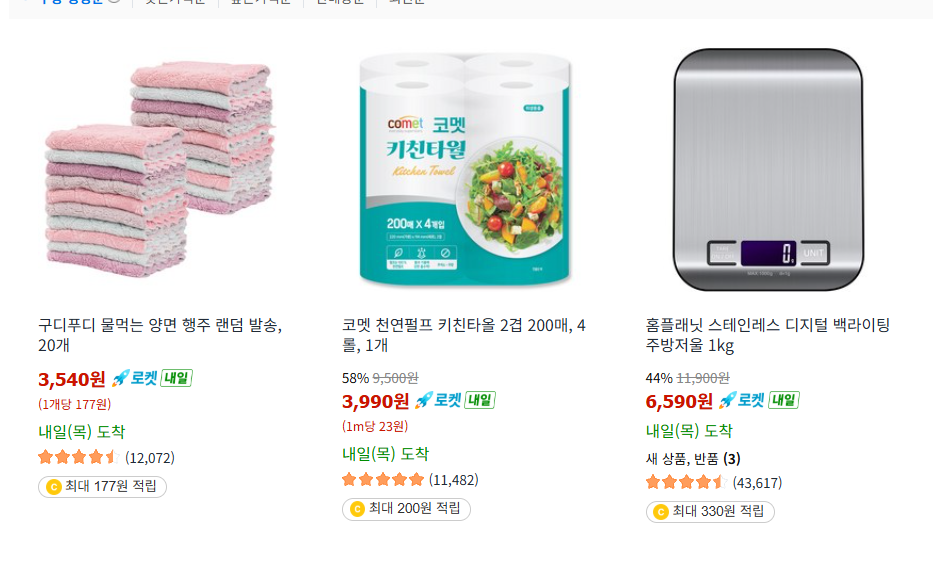 comet 코멧
키친타월
Kitchen Towel
200매 X 4개입
UNIT
구디푸디 물먹는 양면 행주 랜덤 발송,
20개
3,540원 로켓 내일
(1개당 177원)
내일(목) 도착
(12,072)
C 최대 177원 적립
코멧 천연펄프 키친타올 2겹 200매, 4
롤, 1개
58% 9,500원
3,990원 로켓 내일
(1m당 23원)
내일(목) 도착
(11,482)
C 최대 200원 적립
홈플래닛 스테인레스 디지털 백라이팅
주방저울 1kg
44% 11,900원
6,590원 로켓 내일
내일(목) 도착
새 상품, 반품 (3)
(43,617)
C 최대 330원 적립